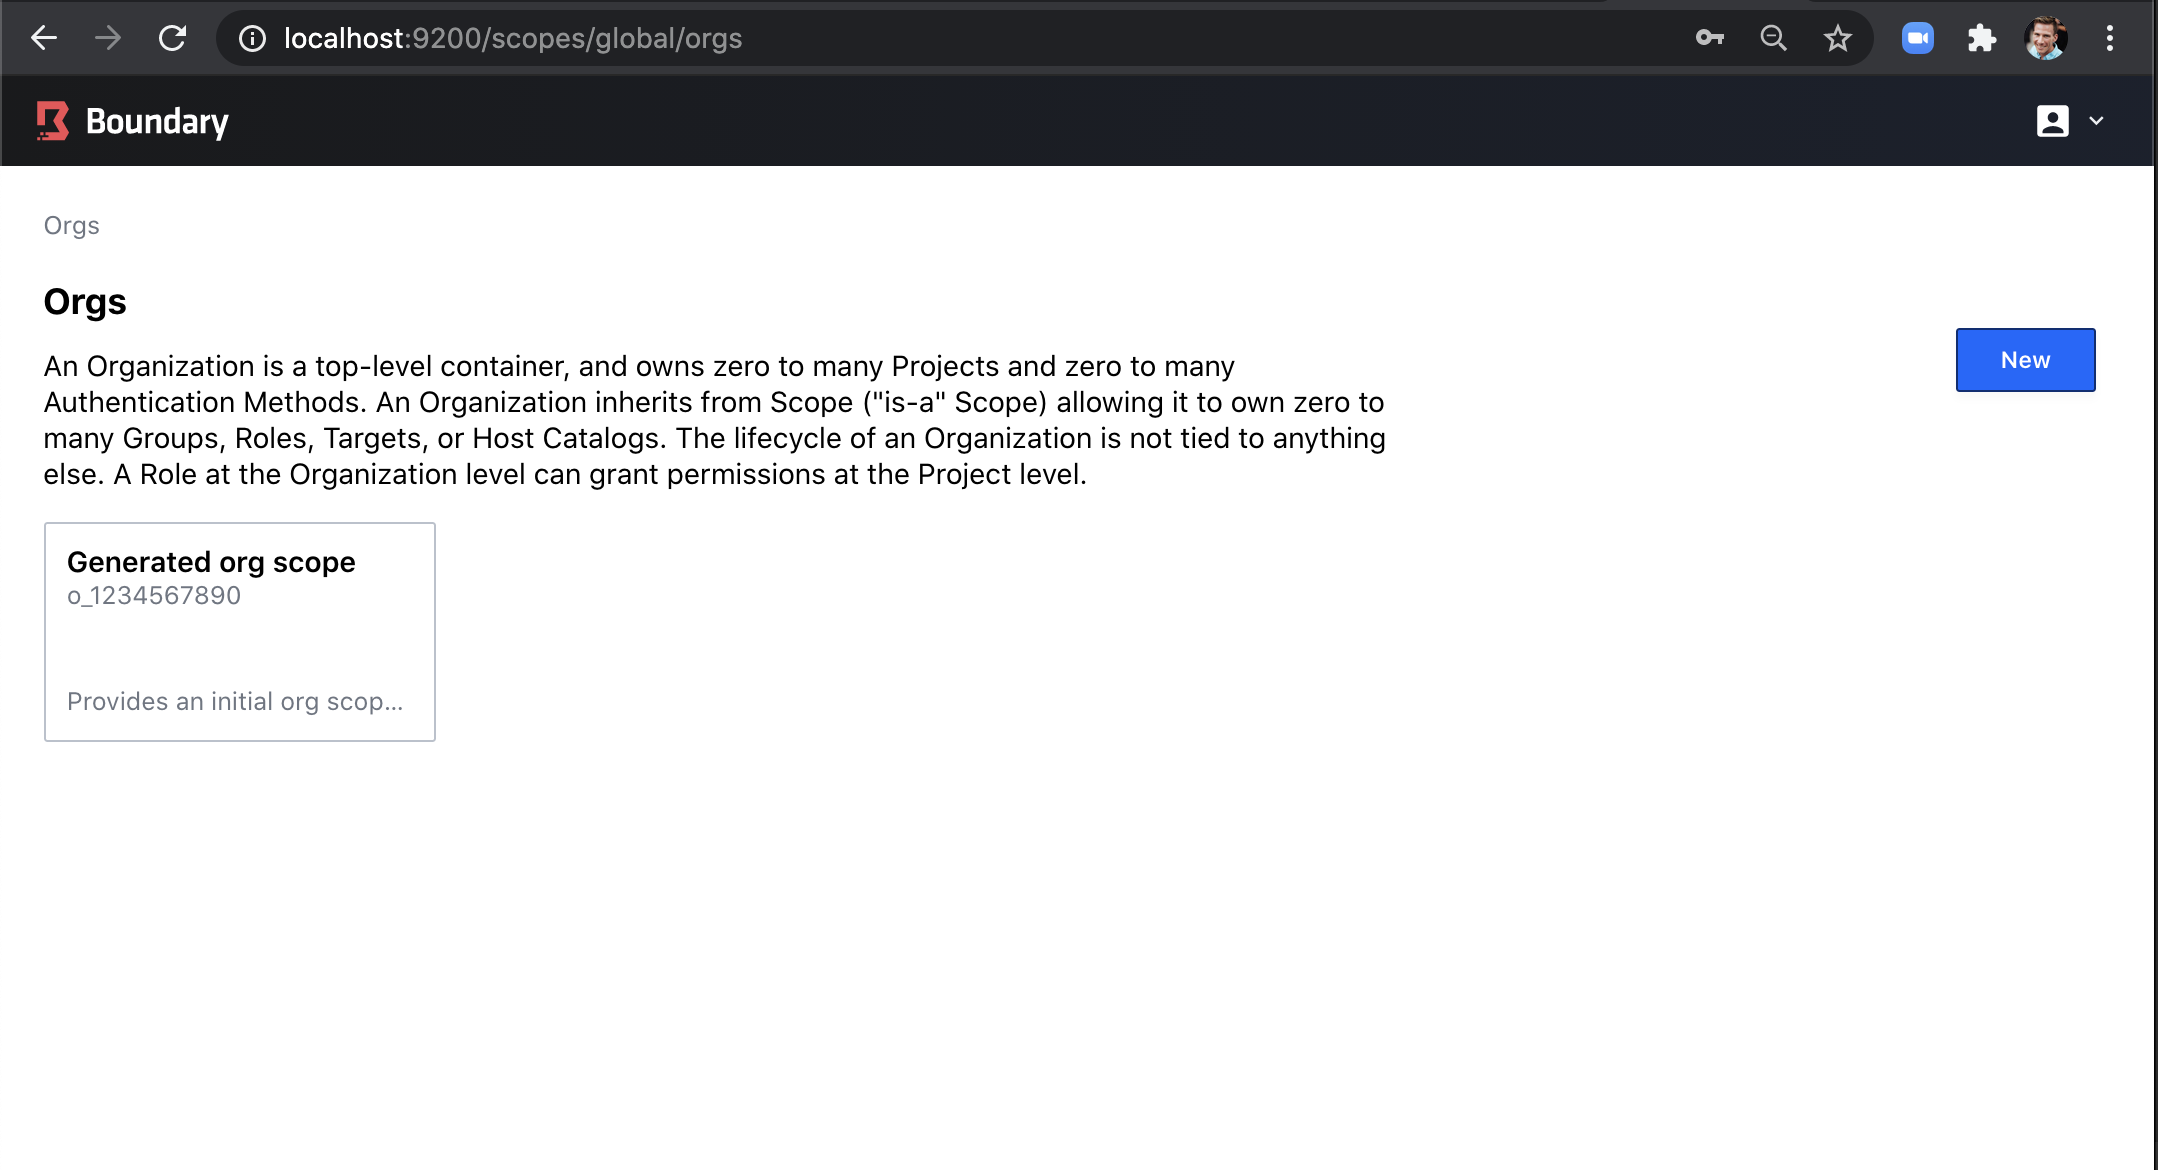 localhost:9200/scopes/global/orgs
Boundary
Orgs
Orgs
An Organization is a top-level container, and owns zero to many Projects and zero to many
Authentication Methods. An Organization inherits from Scope ("is-a" Scope) allowing it to own zero to
many Groups, Roles, Targets, or Host Catalogs. The lifecycle of an Organization is not tied to anything
else. A Role at the Organization level can grant permissions at the Project level.
New
Generated org scope
o_1234567890
Provides an initial org scop...